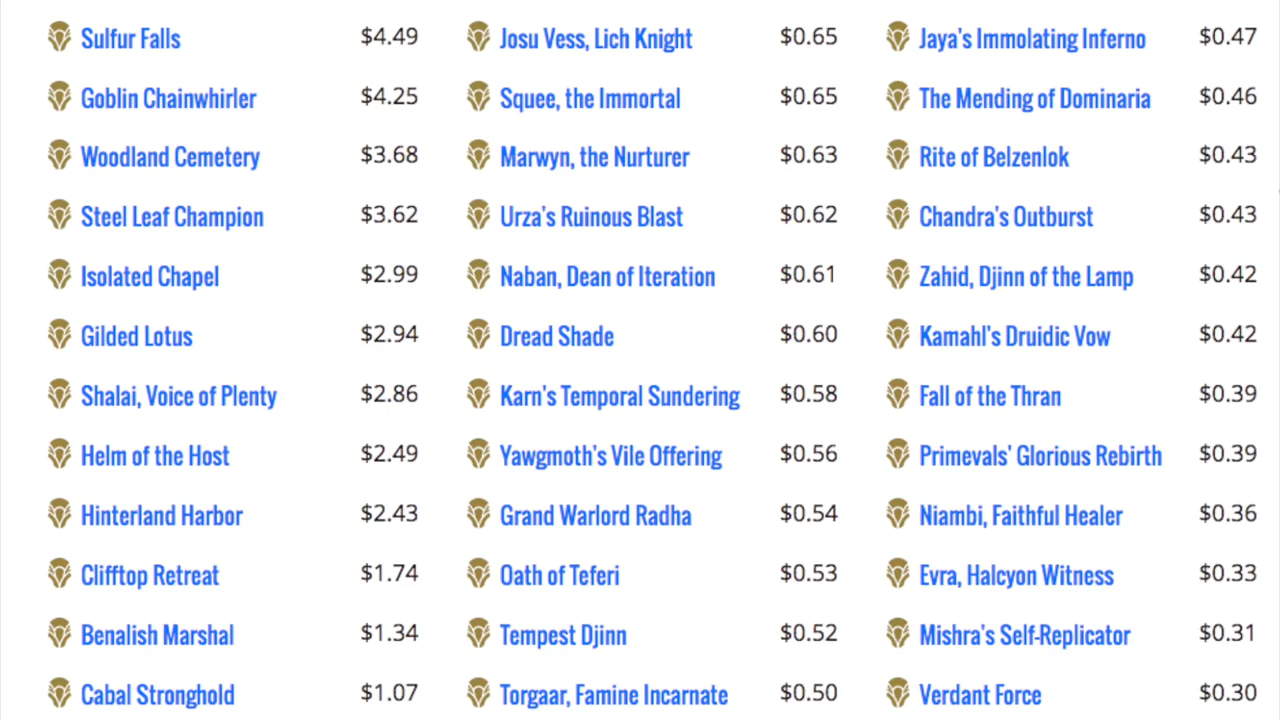 Sulfur Falls $4.49
Goblin Chainwhirler $4.25
Woodland Cemetery $3.68
Steel Leaf Champion $3.62
Isolated Chapel $2.99
Gilded Lotus $2.94
Shalai, Voice of Plenty $2.86
Helm of the Host $2.49
Hinterland Harbor $2.43
Clifftop Retreat $1.74
Benalish Marshal $1.34
Cabal Stronghold $1.07
Josu Vess, Lich Knight $0.65
Squee, the Immortal $0.65
Marwyn, the Nurturer $0.63
Urza's Ruinous Blast $0.62
Naban, Dean of Iteration $0.61
Dread Shade $0.60
Karn's Temporal Sundering $0.58
Yawgmoth's Vile Offering $0.56
Grand Warlord Radha $0.54
Oath of Teferi $0.53
Tempest Djinn $0.52
Torgaar, Famine Incarnate $0.50
Jaya's Immolating Inferno $0.47
The Mending of Dominaria $0.46
Rite of Belzenlok $0.43
Chandra's Outburst $0.43
Zahid, Djinn of the Lamp $0.42
Kamahl's Druidic Vow $0.42
Fall of the Thran $0.39
Primevals' Glorious Rebirth $0.39
Niambi, Faithful Healer $0.36
Evra, Halcyon Witness $0.33
Mishra's Self-Replicator $0.31
Verdant Force $0.30